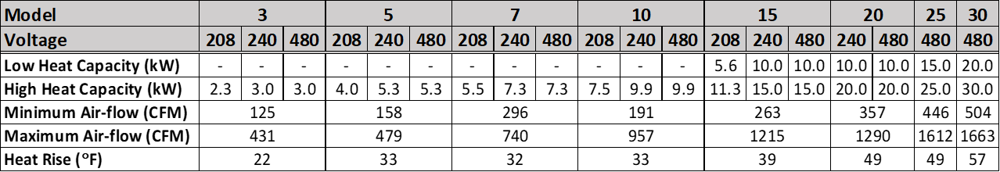 Model 3 5 7 10 15 20 25 30
Voltage 208 240 480 208 240 480 208 240 480 208 240 480 208 240 480 240 480 480 480
Low Heat Capacity (kW) - - - - - - - - - - - - 5.6 10.0 10.0 10.0 10.0 15.0 20.0
High Heat Capacity (kW) 2.3 3.0 3.0 4.0 5.3 5.3 5.5 7.3 7.3 7.5 9.9 9.9 11.3 15.0 15.0 20.0 20.0 25.0 30.0
Minimum Air-flow (CFM) 125 158 296 191 263 357 446 504
Maximum Air-flow (CFM) 431 479 740 957 1215 1290 1612 1663
Heat Rise (°F) 22 33 32 33 39 49 49 57